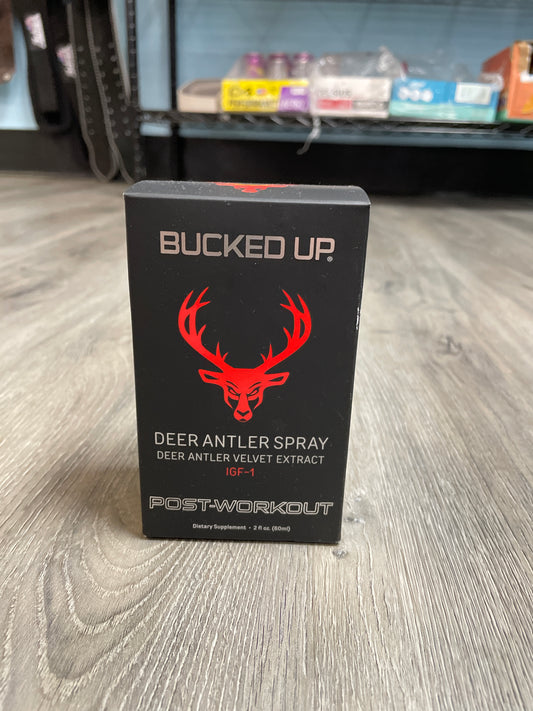 BUCKED UP®
DEER ANTLER SPRAY
DEER ANTLER VELVET EXTRACT
IGF-1
POST-WORKOUT
Dietary Supplement • 2 fl oz. (60ml)